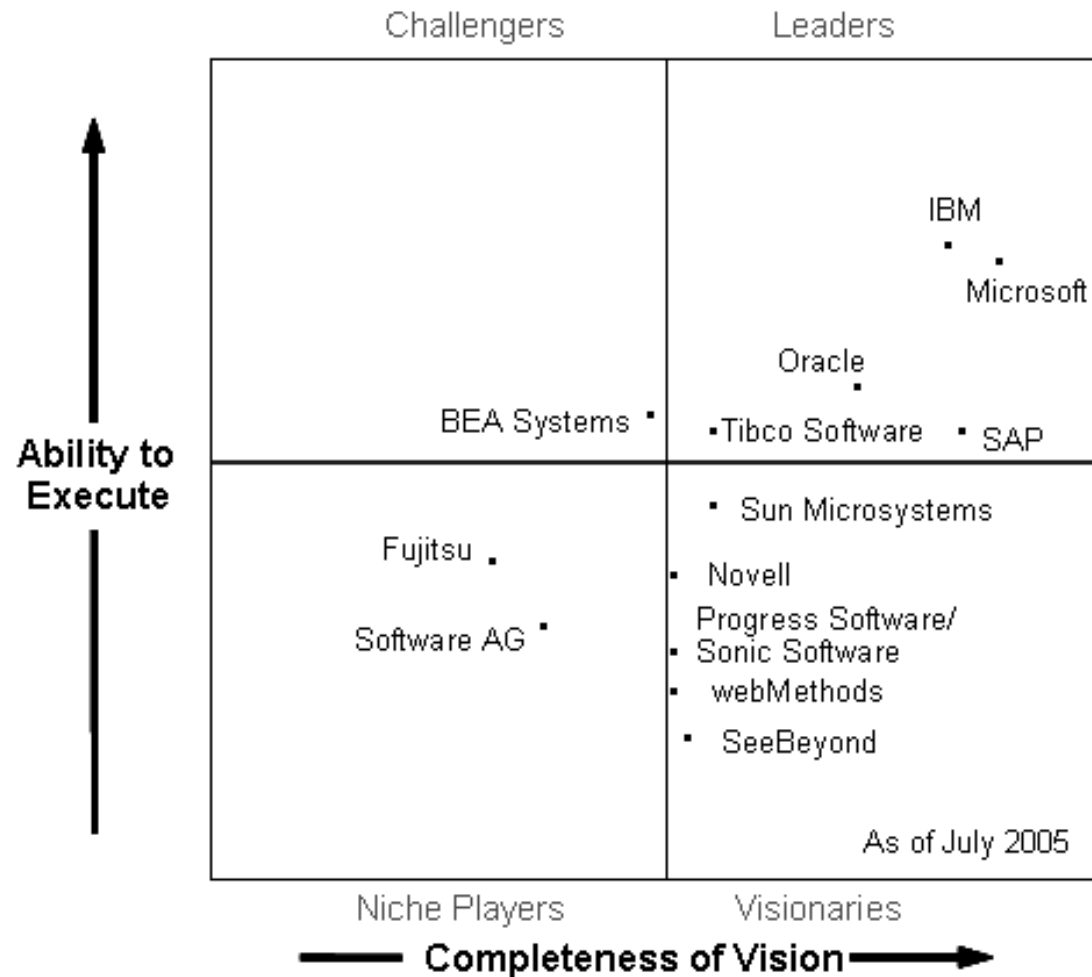 Challengers
Leaders
IBM
Microsoft
Oracle
BEA Systems
Tibco Software
SAP
Ability to
Execute
Sun Microsystems
Fujitsu
Novell
Progress Software/
Sonic Software
Software AG
webMethods
SeeBeyond
As of July 2005
Niche Players
Visionaries
Completeness of Vision